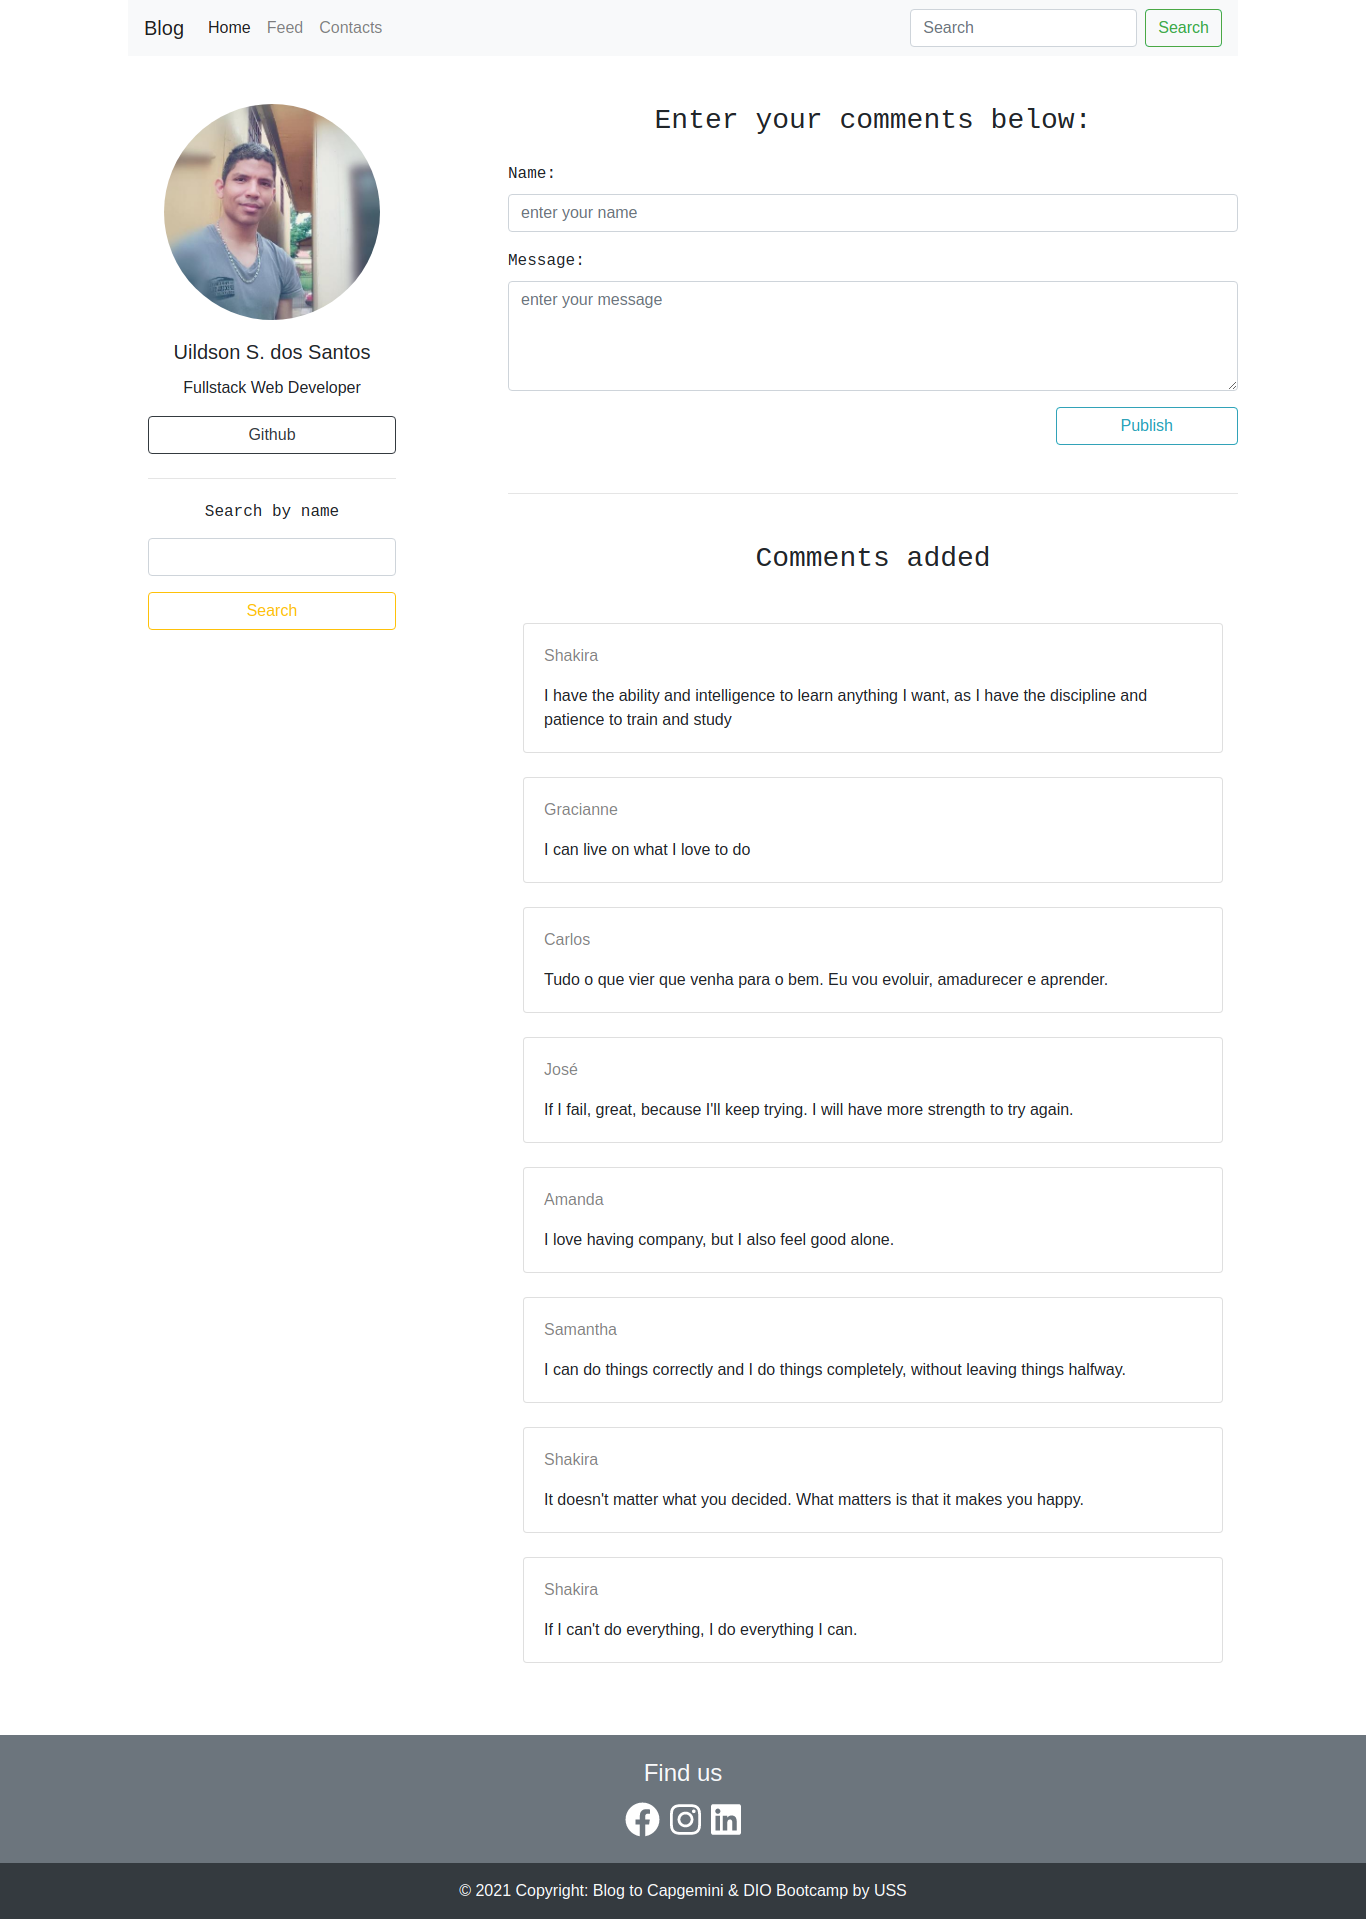 Blog
Home
Feed
Contacts
Search
Search
Uildson S. dos Santos
Fullstack Web Developer
Github
Search by name
Search
Enter your comments below:
Name:
enter your name
Message:
enter your message
Publish
Comments added
Shakira
I have the ability and intelligence to learn anything I want, as I have the discipline and
patience to train and study
Gracianne
I can live on what I love to do
Carlos
Tudo o que vier que venha para o bem. Eu vou evoluir, amadurecer e aprender.
José
If I fail, great, because I'll keep trying. I will have more strength to try again.
Amanda
I love having company, but I also feel good alone.
Samantha
I can do things correctly and I do things completely, without leaving things halfway.
Shakira
It doesn't matter what you decided. What matters is that it makes you happy.
Shakira
If I can't do everything, I do everything I can.
Find us
© 2021 Copyright: Blog to Capgemini & DIO Bootcamp by USS